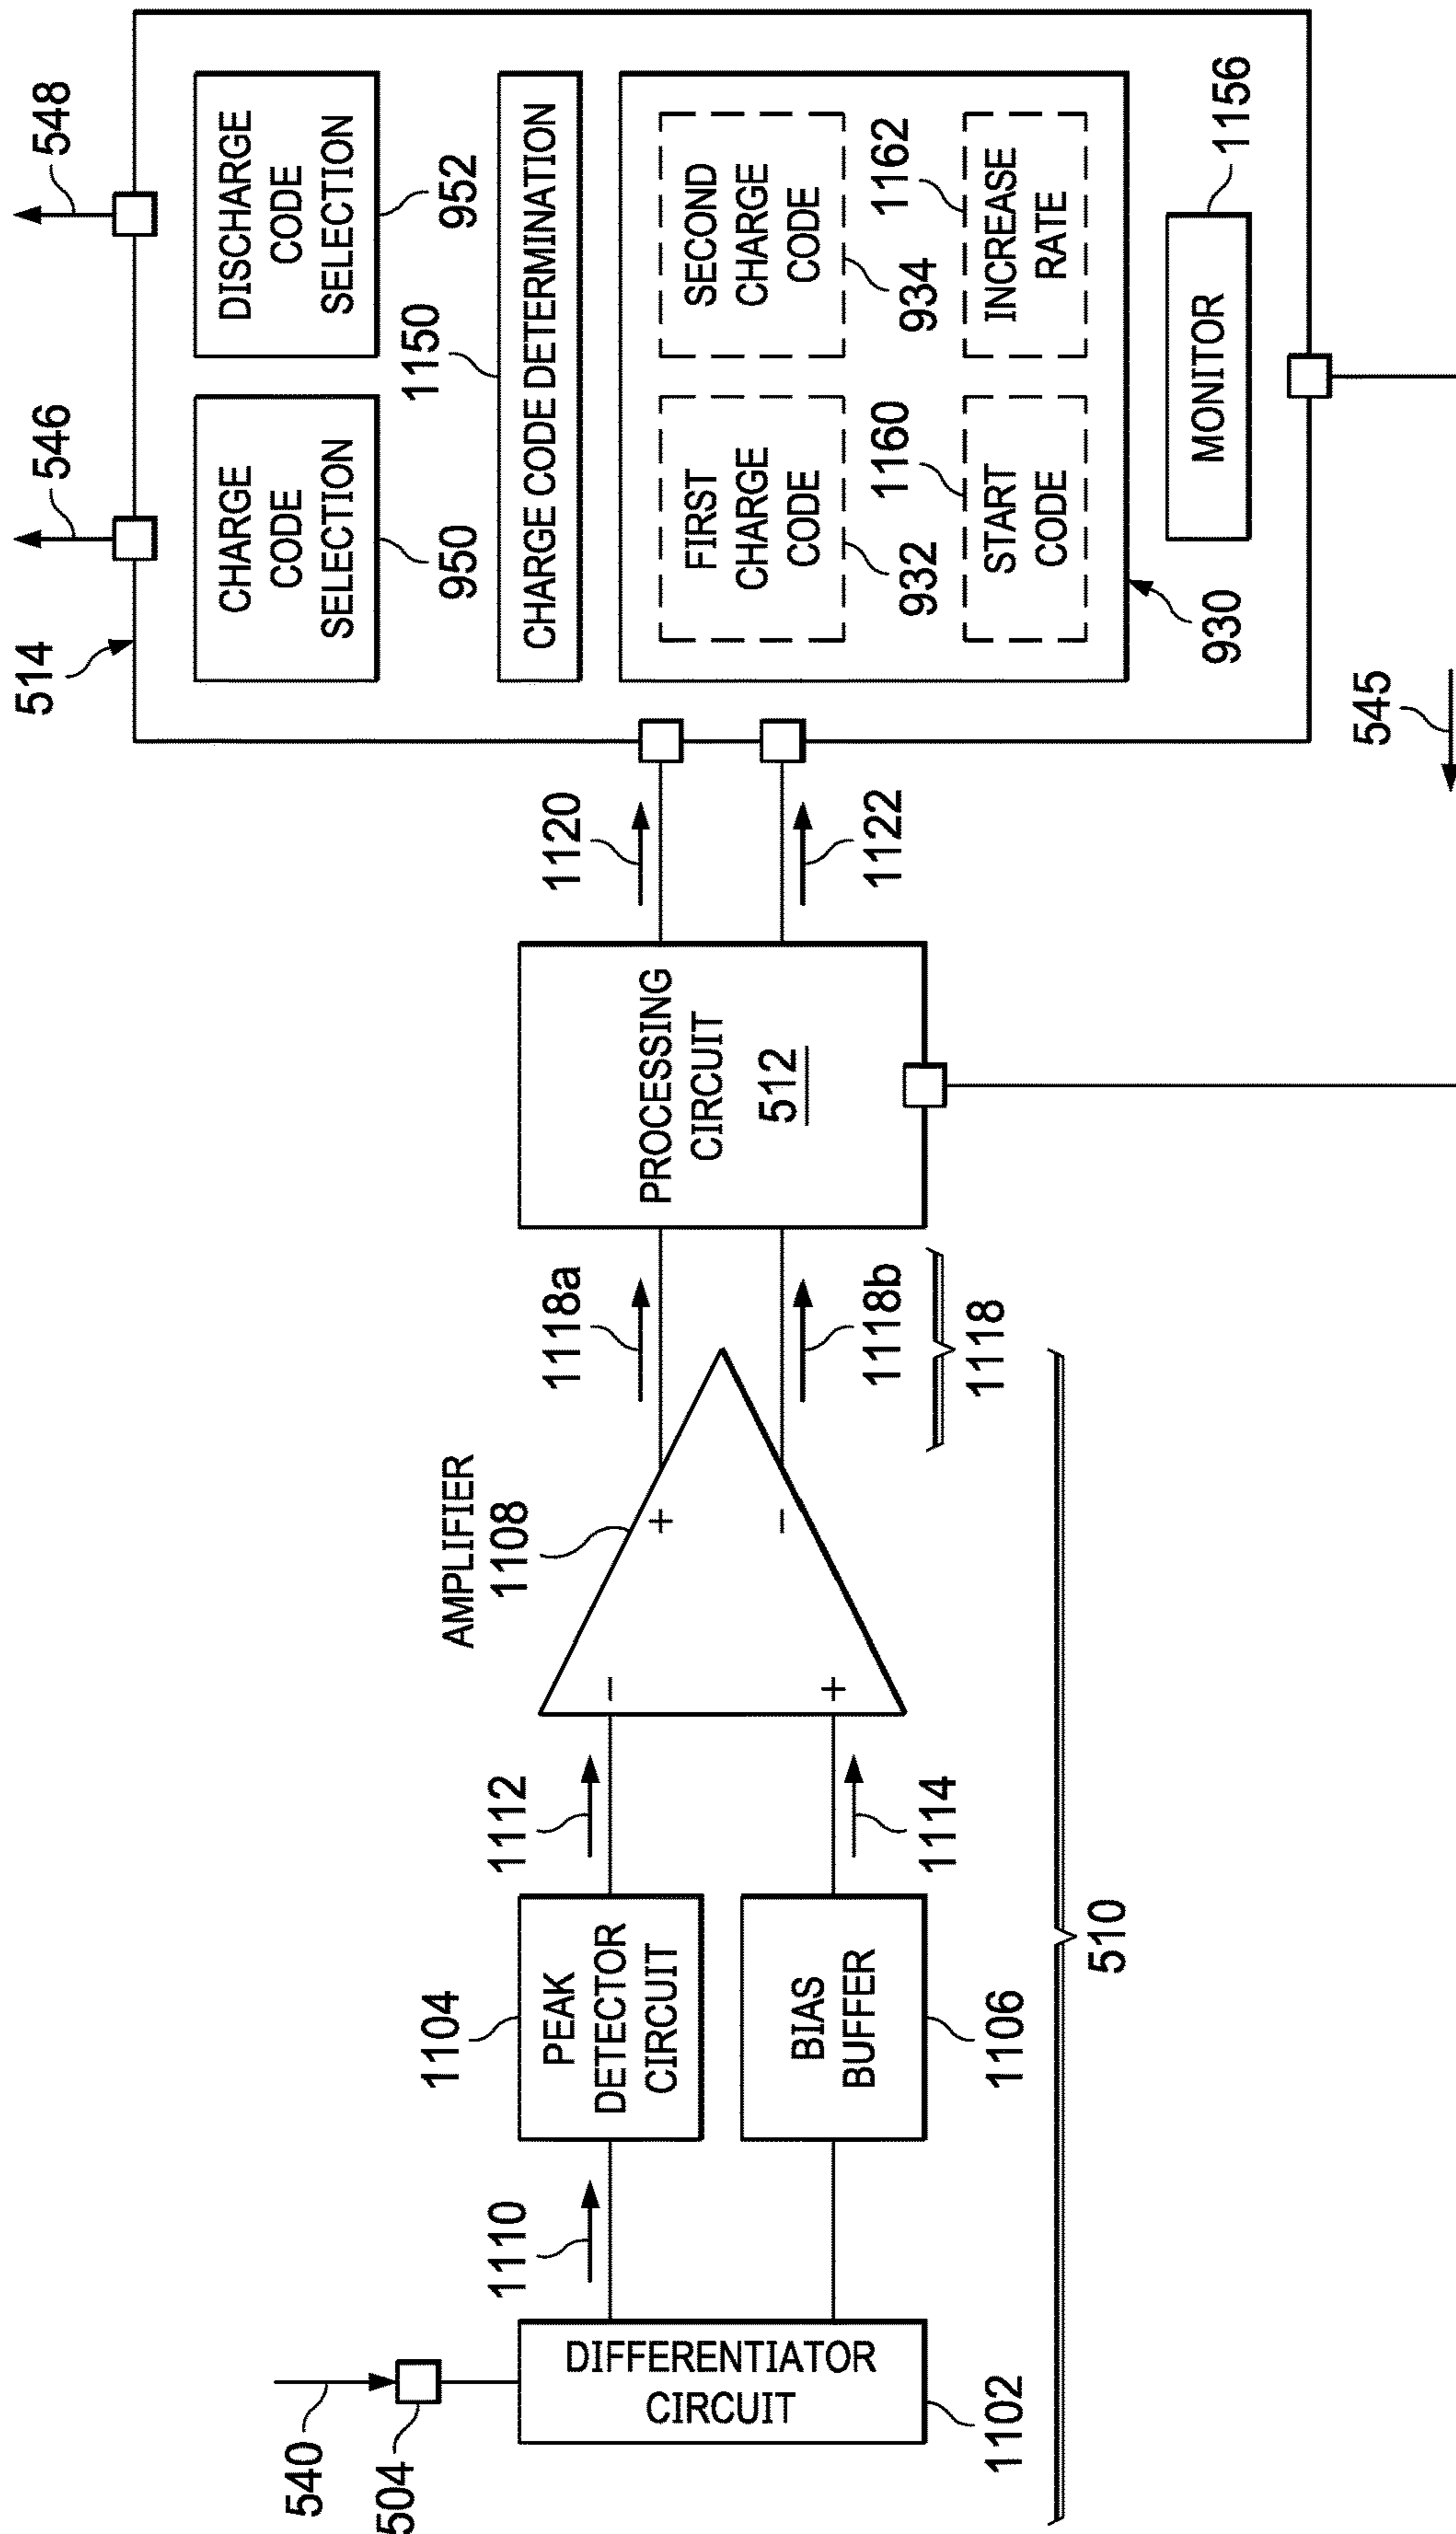 540
504
DIFFERENTIATOR
CIRCUIT
1102
1110
1104
PEAK
DETECTOR
CIRCUIT
BIAS
BUFFER
1106
1112
1114
510
AMPLIFIER
1108
-
+
+
-
1118a
1118b
1118
PROCESSING
CIRCUIT
512
1120
1122
545
514
546
548
CHARGE
CODE
SELECTION
950
DISCHARGE
CODE
SELECTION
952
1150
CHARGE CODE DETERMINATION
FIRST
CHARGE
CODE
932
SECOND
CHARGE
CODE
934
1160
START
CODE
1162
INCREASE
RATE
930
MONITOR
1156